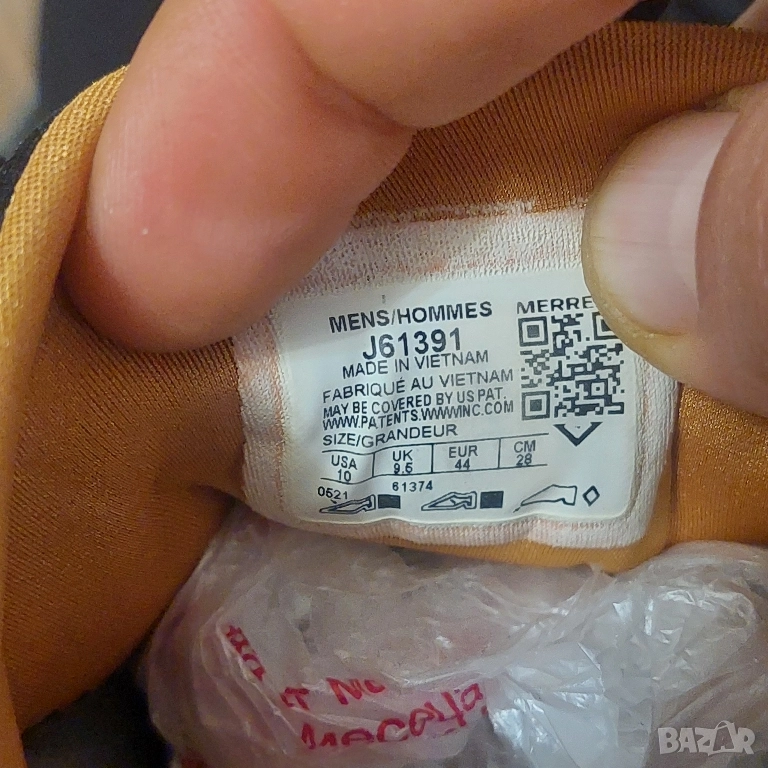 MENS/HOMMES
MERRE
J61391
MADE IN VIETNAM
FABRIQUÉ AU VIETNAM
MAY BE COVERED BY US PAT.
WWW.PATENTS.WWWINC.COM
SIZE/GRANDEUR
USA UK EUR CM
10 9.5 44 28
0521 61374
BAZAR